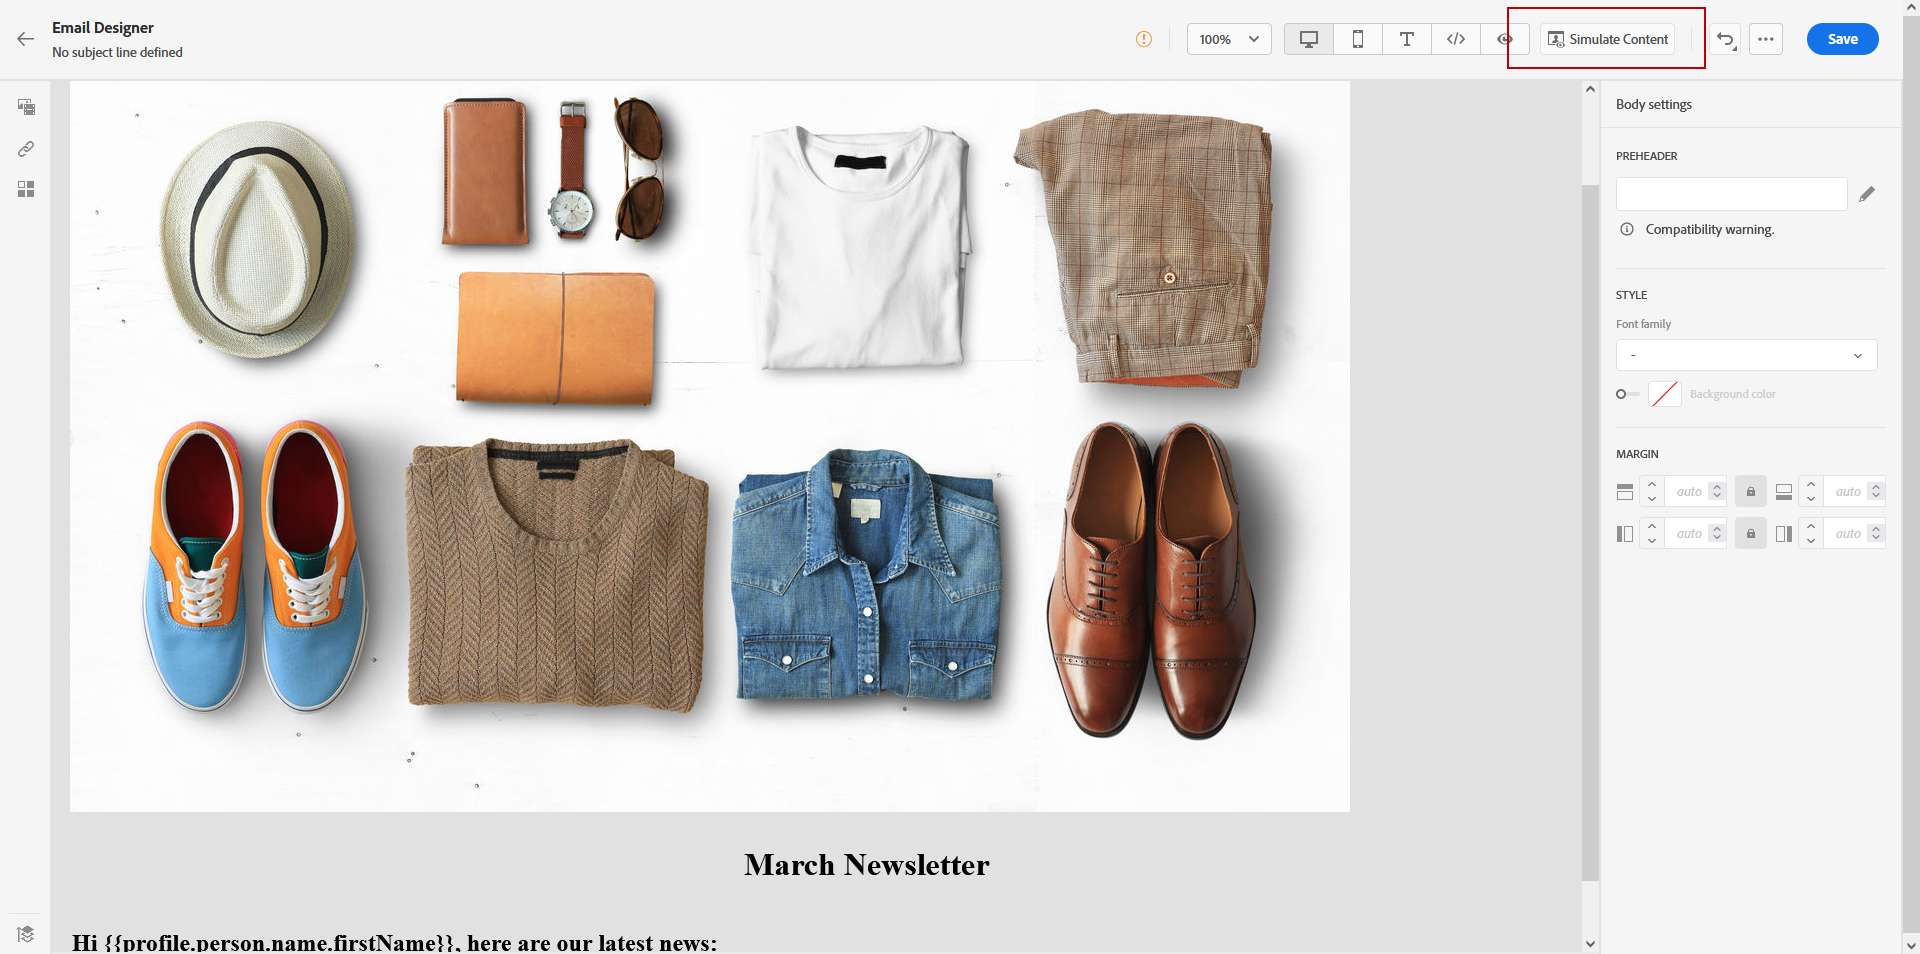 Email Designer
No subject line defined
100%
Simulate Content
Save
Body settings
PREHEADER
Compatibility warning.
STYLE
Font family
-
Background color
MARGIN
auto
auto
auto
auto
March Newsletter
Hi {{profile.person.name.firstName}}, here are our latest news: